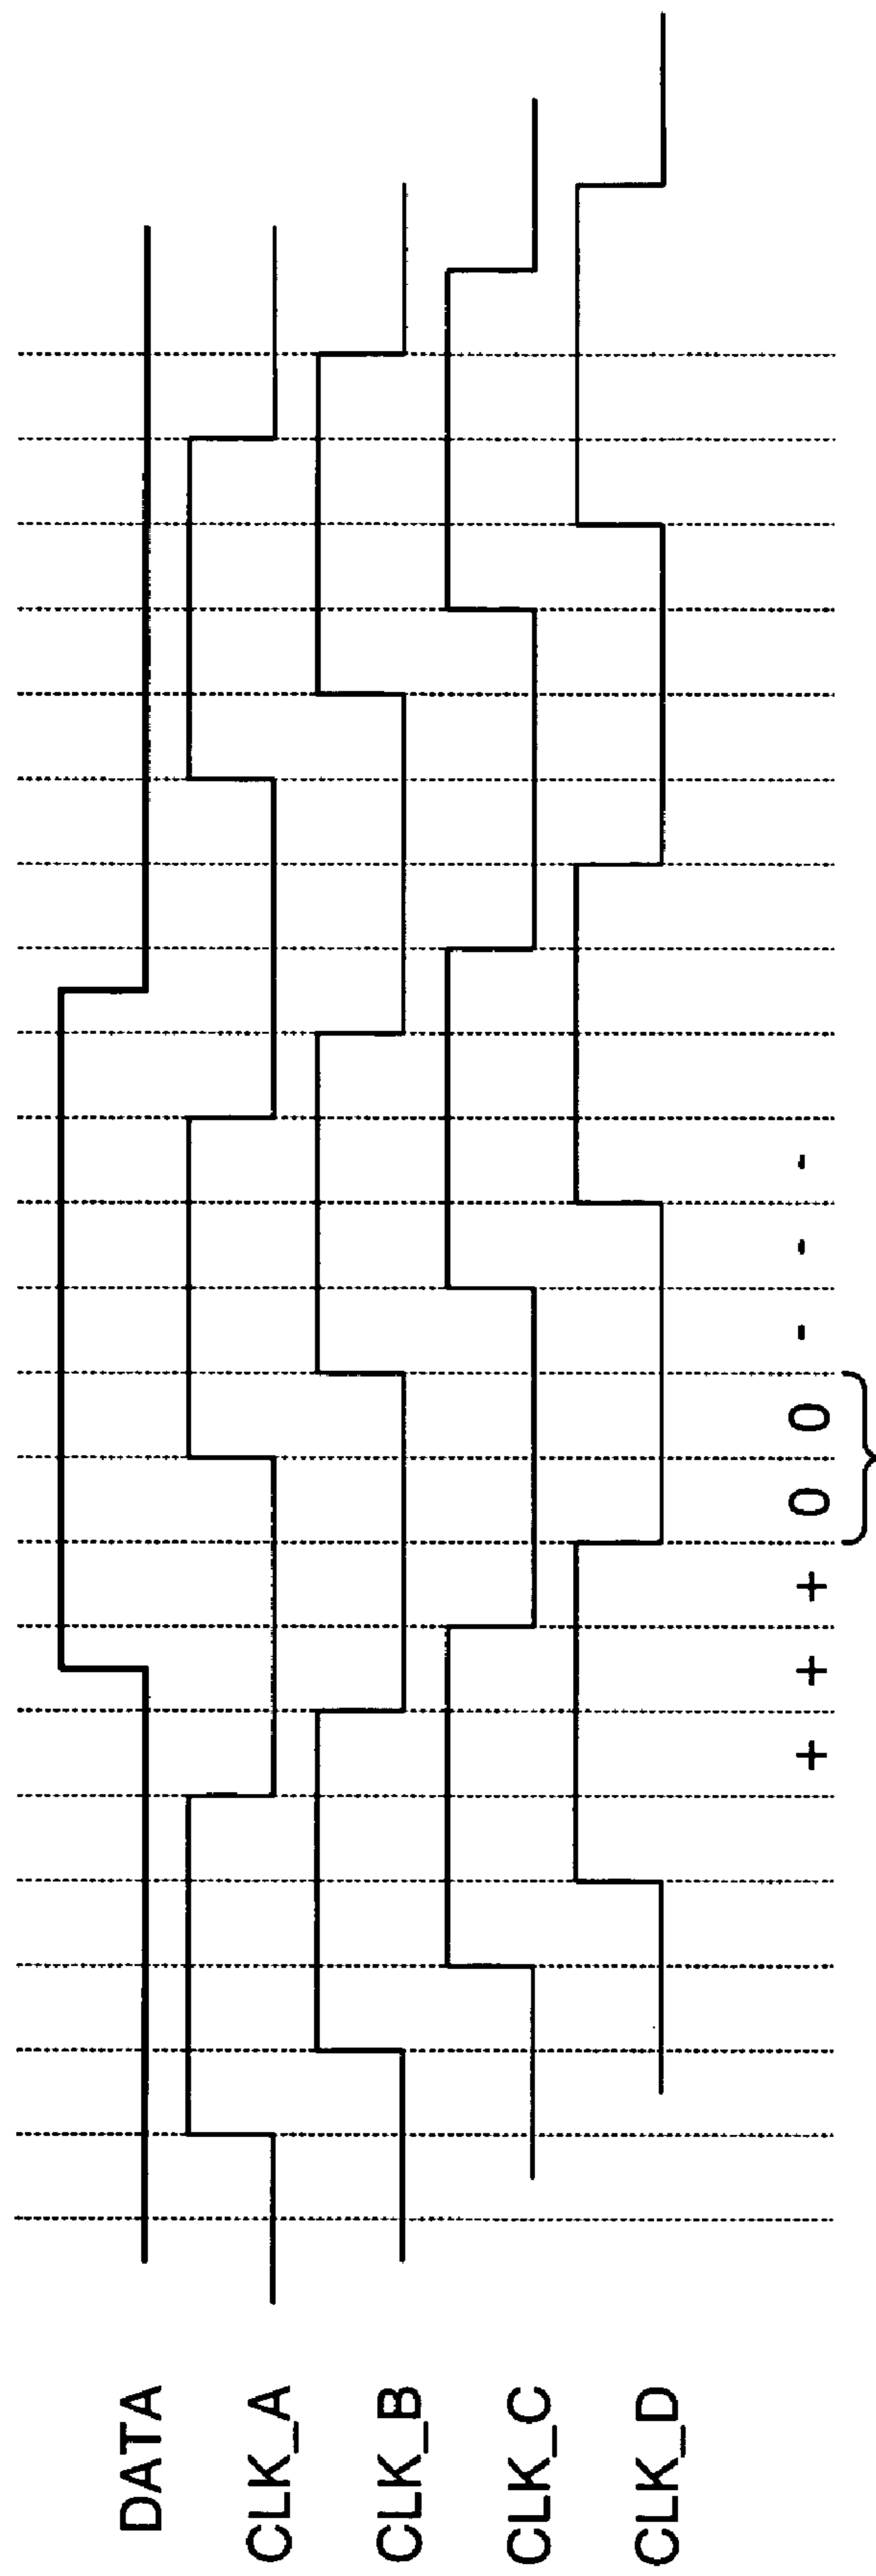 DATA
CLK_A
CLK_B
CLK_C
CLK_D
+ + + 0 0 - - -